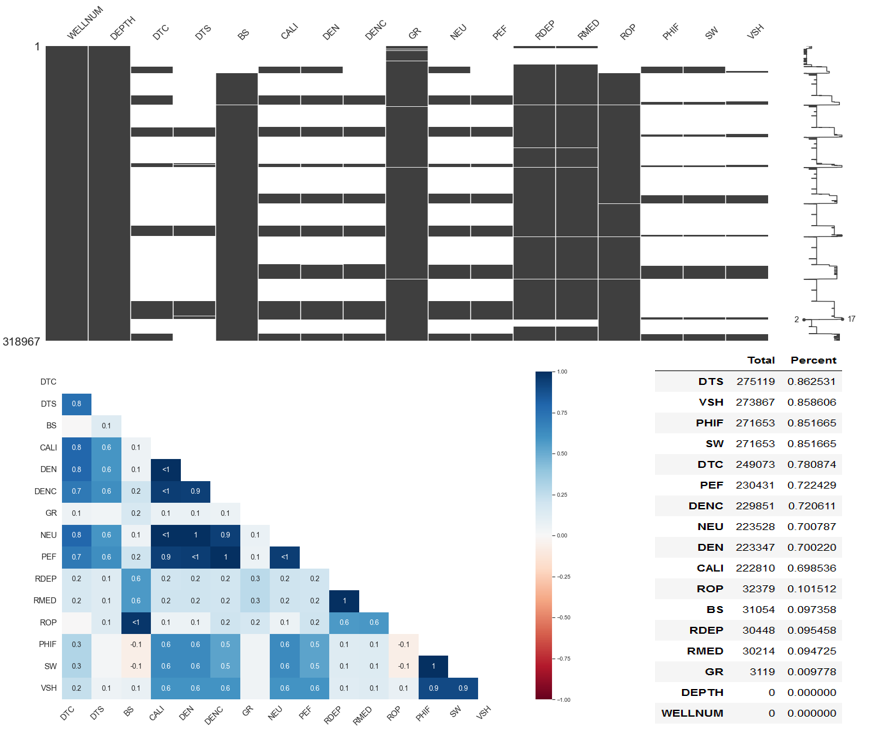 WELLNUM DEPTH DTC DTS BS CALI DEN DENC GR NEU PEF RDEP RMED ROP PHIF SW VSH
1
2 17
318967
DTC
DTS 0.8
BS 0.1
CALI 0.8 0.6 0.1
DEN 0.8 0.6 0.1 <1
DENC 0.7 0.6 0.2 <1 0.9
GR 0.1 0.2 0.1 0.1 0.1
NEU 0.8 0.6 0.1 <1 1 0.9 0.1
PEF 0.7 0.6 0.2 0.9 <1 1 0.1 <1
RDEP 0.2 0.1 0.6 0.2 0.2 0.2 0.3 0.2 0.2
RMED 0.2 0.1 0.6 0.2 0.2 0.2 0.3 0.2 0.2 1
ROP 0.1 <1 0.1 0.1 0.2 0.2 0.1 0.2 0.6 0.6
PHIF 0.3 -0.1 0.6 0.6 0.5 0.6 0.5 0.1 0.1 -0.1
SW 0.3 -0.1 0.6 0.6 0.5 0.6 0.5 0.1 0.1 -0.1 1
VSH 0.2 0.1 0.1 0.6 0.6 0.6 0.6 0.6 0.1 0.1 0.1 0.9 0.9
DTC DTS BS CALI DEN DENC GR NEU PEF RDEP RMED ROP PHIF SW VSH
1.00
0.75
0.50
0.25
0.00
-0.25
-0.50
-0.75
-1.00
Total Percent
DTS 275119 0.862531
VSH 273867 0.858606
PHIF 271653 0.851665
SW 271653 0.851665
DTC 249073 0.780874
PEF 230431 0.722429
DENC 229851 0.720611
NEU 223528 0.700787
DEN 223347 0.700220
CALI 222810 0.698536
ROP 32379 0.101512
BS 31054 0.097358
RDEP 30448 0.095458
RMED 30214 0.094725
GR 3119 0.009778
DEPTH 0 0.000000
WELLNUM 0 0.000000